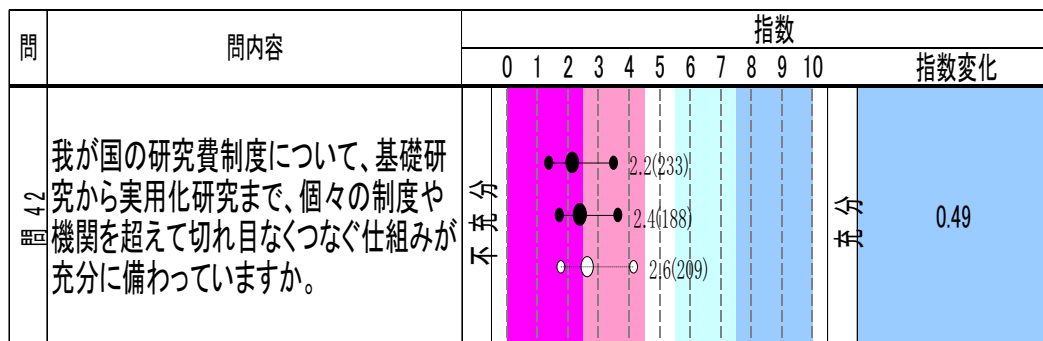 問 問内容 指数
0 1 2 3 4 5 6 7 8 9 10 指数変化
問42
我が国の研究費制度について、基礎研
究から実用化研究まで、個々の制度や
機関を超えて切れ目なくつなぐ仕組みが
充分に備わっていますか。
不充分
2.2(233)
2.4(188)
2.6(209)
充分
0.49